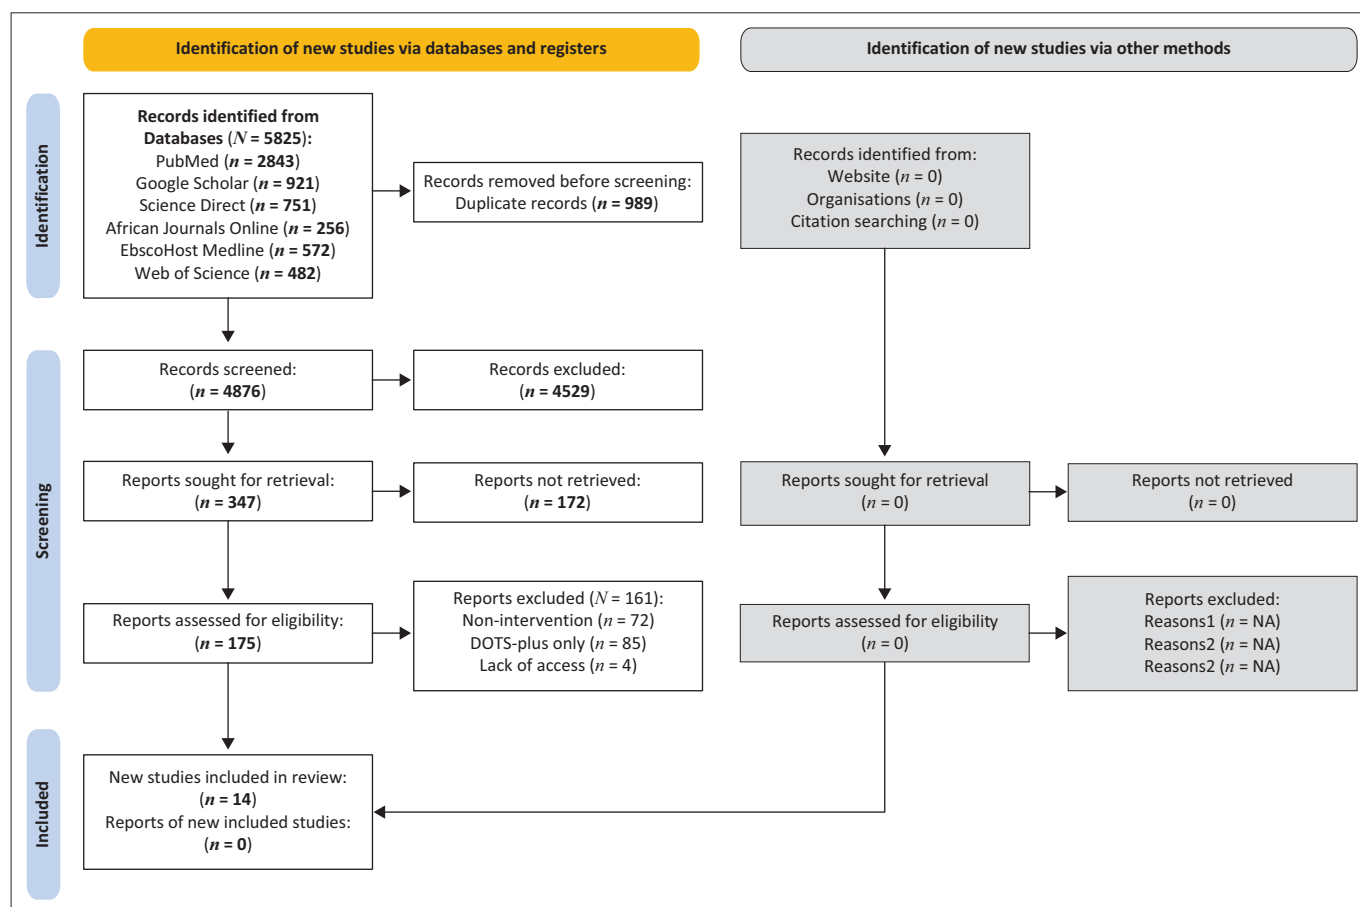 Identification of new studies via databases and registers
Identification of new studies via other methods
Identification
Records identified from
Databases (N = 5825):
PubMed (n = 2843)
Google Scholar (n = 921)
Science Direct (n = 751)
African Journals Online (n = 256)
EbscoHost Medline (n = 572)
Web of Science (n = 482)
Records removed before screening:
Duplicate records (n = 989)
Records identified from:
Website (n = 0)
Organisations (n = 0)
Citation searching (n = 0)
Screening
Records screened:
(n = 4876)
Records excluded:
(n = 4529)
Reports sought for retrieval:
(n = 347)
Reports not retrieved:
(n = 172)
Reports sought for retrieval
(n = 0)
Reports not retrieved
(n = 0)
Reports assessed for eligibility:
(n = 175)
Reports excluded (N = 161):
Non-intervention (n = 72)
DOTS-plus only (n = 85)
Lack of access (n = 4)
Reports assessed for eligibility
(n = 0)
Reports excluded:
Reasons1 (n = NA)
Reasons2 (n = NA)
Reasons2 (n = NA)
Included
New studies included in review:
(n = 14)
Reports of new included studies:
(n = 0)